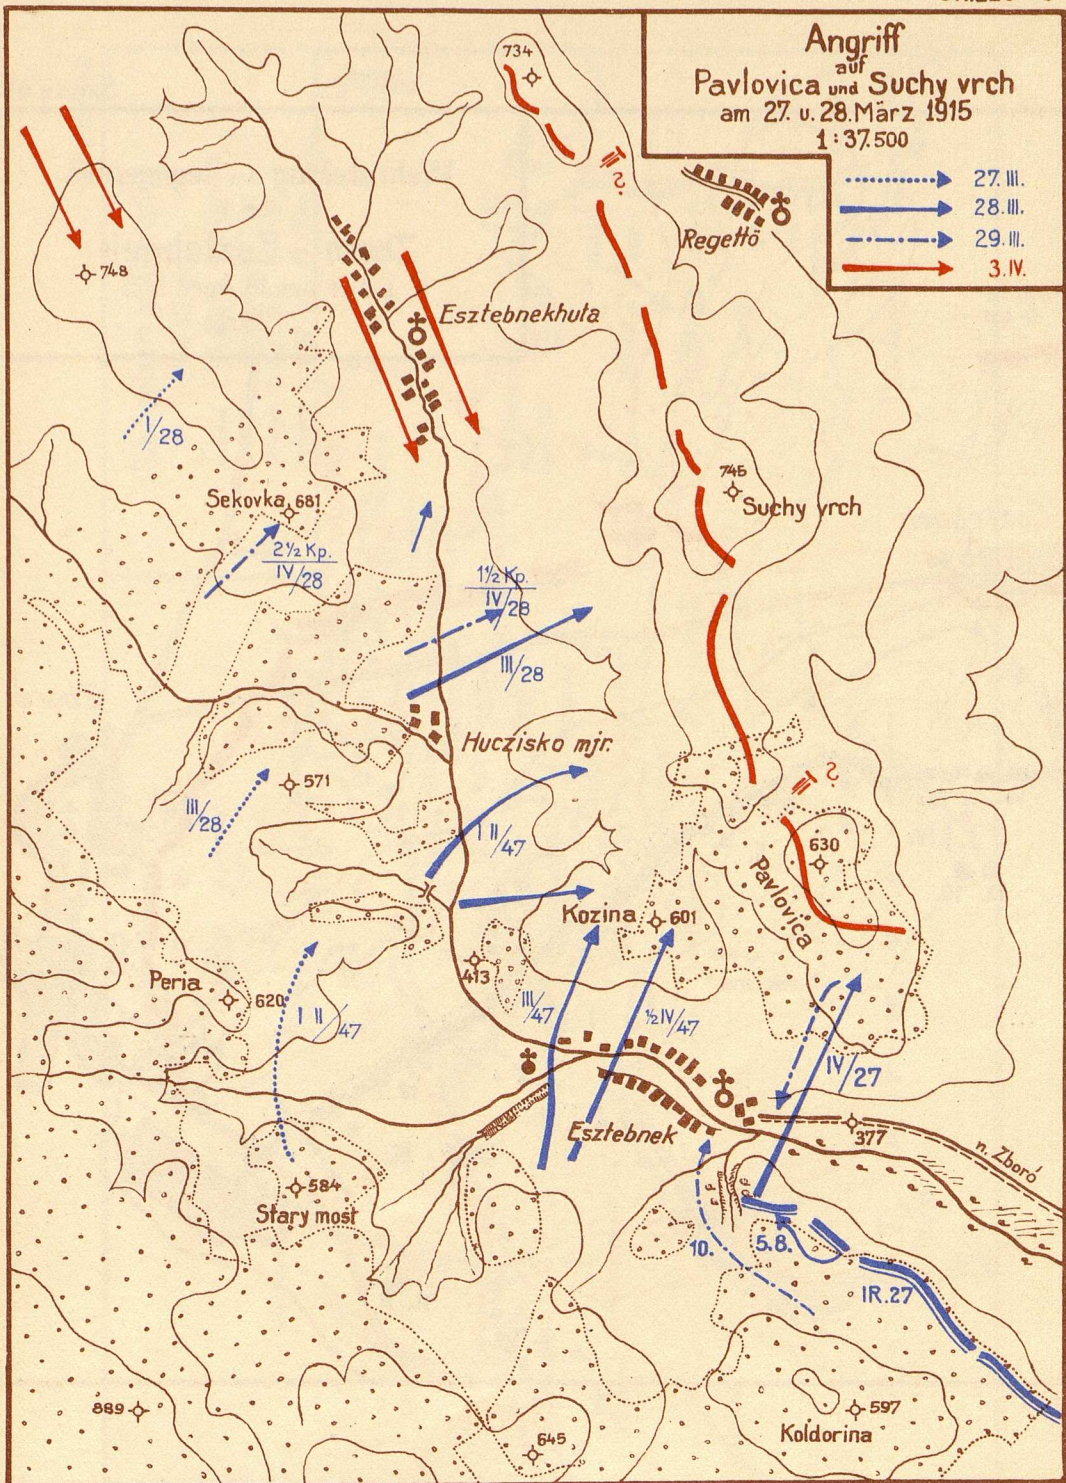 Angriff
auf
Pavlovica und Suchy vrch
am 27. u. 28. März 1915
1:37.500
27. III.
28. III.
29. III.
3. IV.
734
?
Regettö
748
Esztebnekhuta
I/28
745
Suchy vrch
Sekovka 681
2½ Kp.
IV/28
1½ Kp.
IV/28
III/28
Huczisko mjr.
571
?
III/28
I II/47
630
Pavlovica
Kozina 601
413
Peria
620
I II/47
III/47
½ IV/47
IV/27
Esztebnek
377
n. Zboró
584
Stary most
10.
5.8.
IR.27
889
597
Koldorina
645